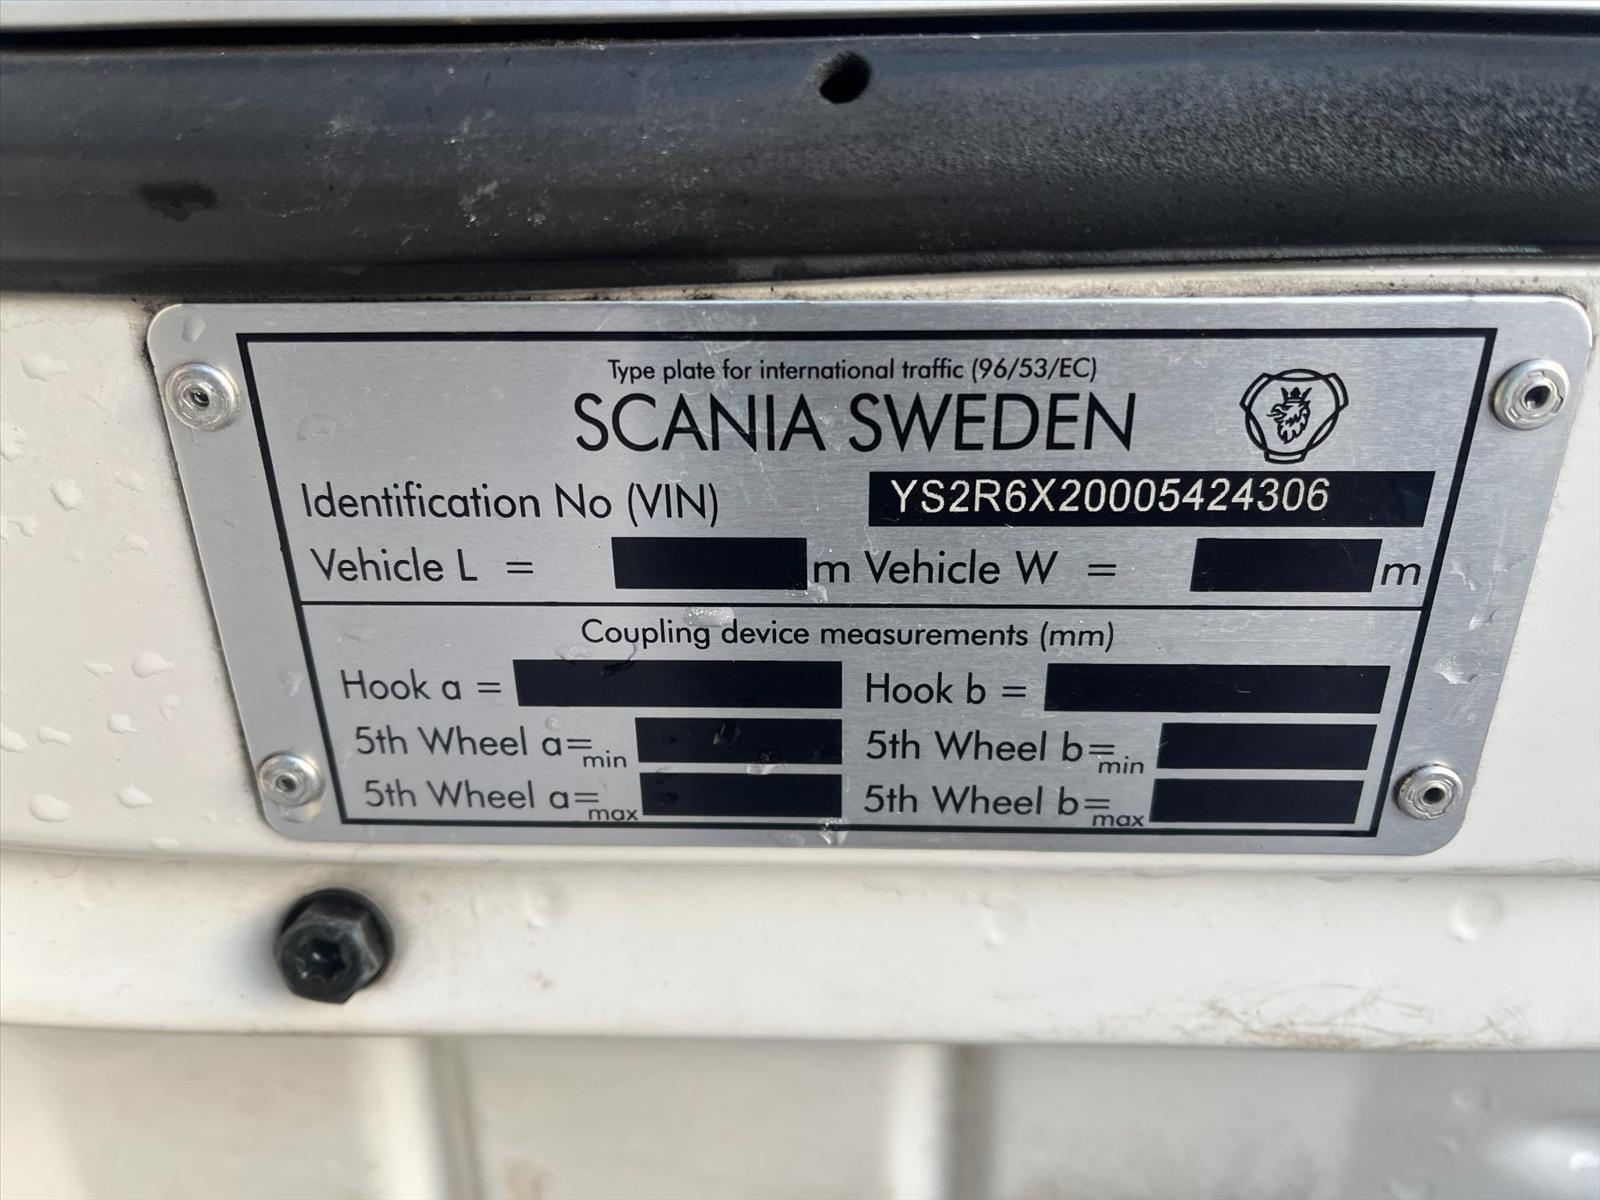 Type plate for international traffic (96/53/EC)
SCANIA SWEDEN
Identification No (VIN) YS2R6X20005424306
Vehicle L = m Vehicle W = m
Coupling device measurements (mm)
Hook a = Hook b =
5th Wheel a= min 5th Wheel b= min
5th Wheel a= max 5th Wheel b= max